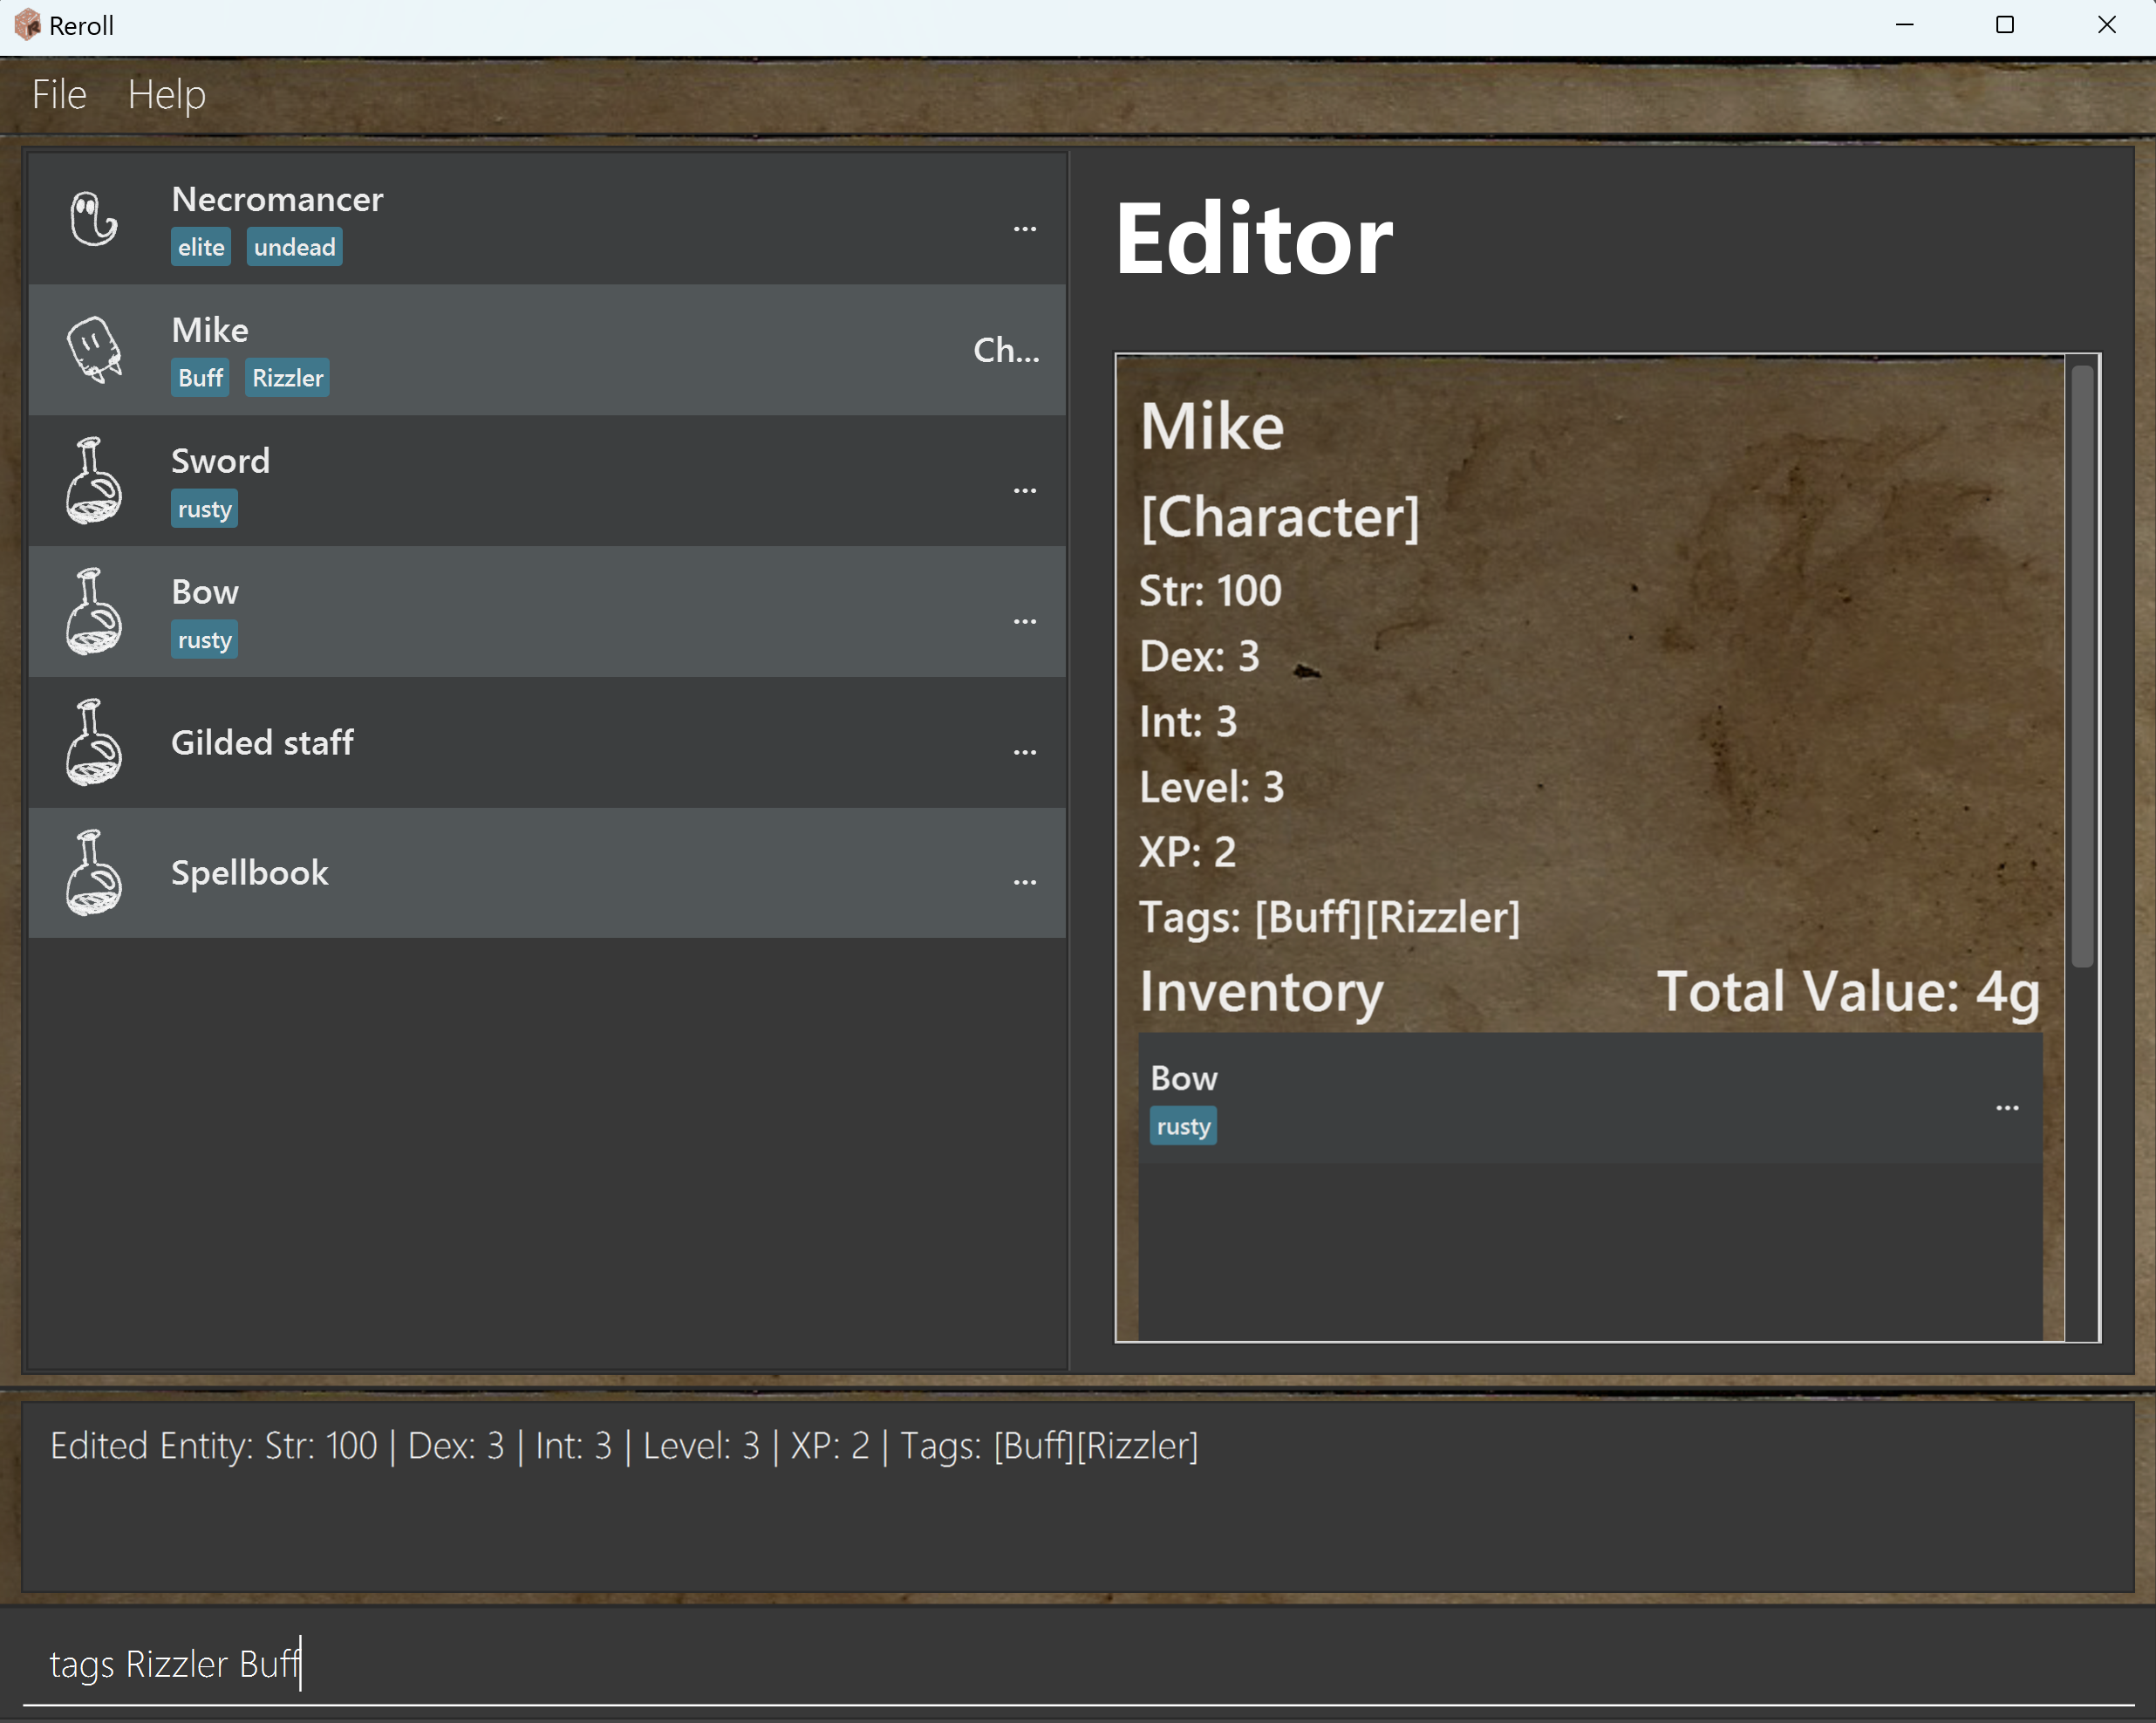 Reroll
File Help
Necromancer
elite undead
...
Mike
Buff Rizzler
Ch...
Sword
rusty
...
Bow
rusty
...
Gilded staff
...
Spellbook
...
Editor
Mike
[Character]
Str: 100
Dex: 3
Int: 3
Level: 3
XP: 2
Tags: [Buff][Rizzler]
Inventory Total Value: 4g
Bow
rusty
...
Edited Entity: Str: 100 | Dex: 3 | Int: 3 | Level: 3 | XP: 2 | Tags: [Buff][Rizzler]
tags Rizzler Buff